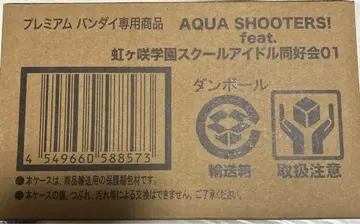 プレミアム バンダイ専用商品
AQUA SHOOTERS!
feat.
虹ヶ咲学園スクールアイドル同好会01
ダンボール
輸送箱
取扱注意
4 549660 588573
●本ケースは、商品輸送用の保護梱包材です。
●本ケースの傷、つぶれ、汚れ等による交換はできません。ご了承ください。